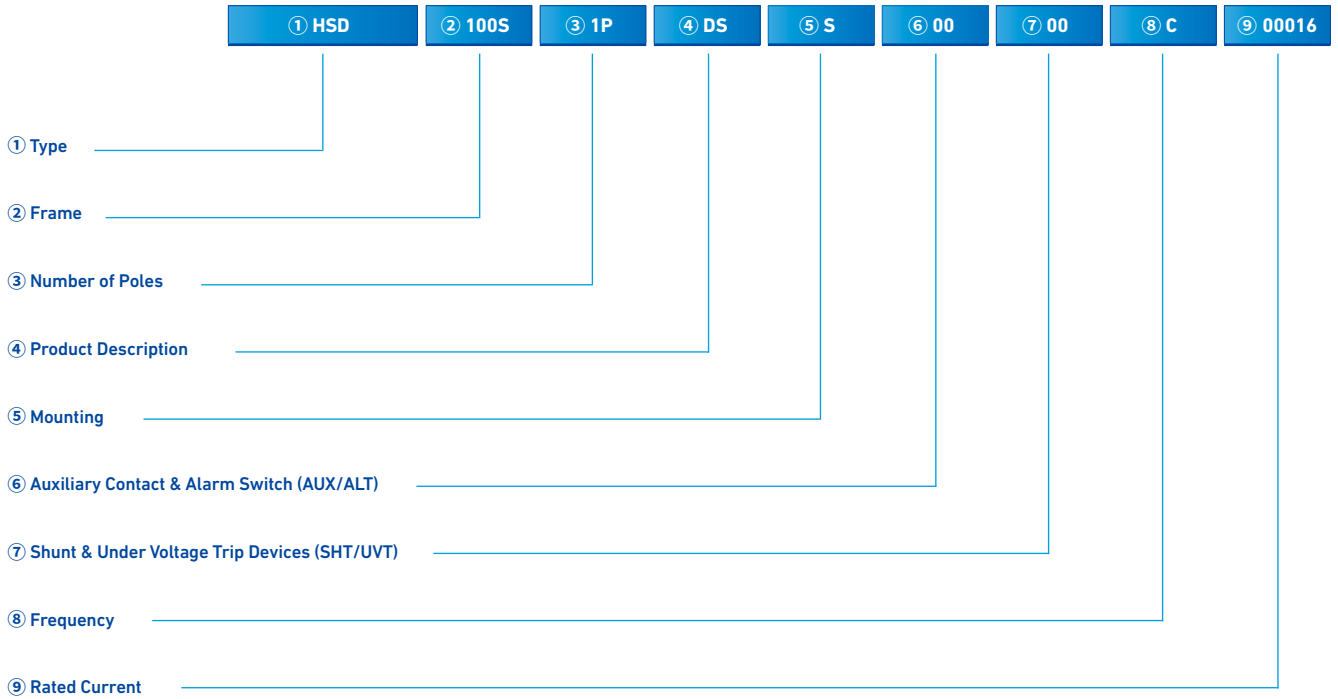 ① HSD ② 100S ③ 1P ④ DS ⑤ S ⑥ 00 ⑦ 00 ⑧ C ⑨ 00016
① Type
② Frame
③ Number of Poles
④ Product Description
⑤ Mounting
⑥ Auxiliary Contact & Alarm Switch (AUX/ALT)
⑦ Shunt & Under Voltage Trip Devices (SHT/UVT)
⑧ Frequency
⑨ Rated Current